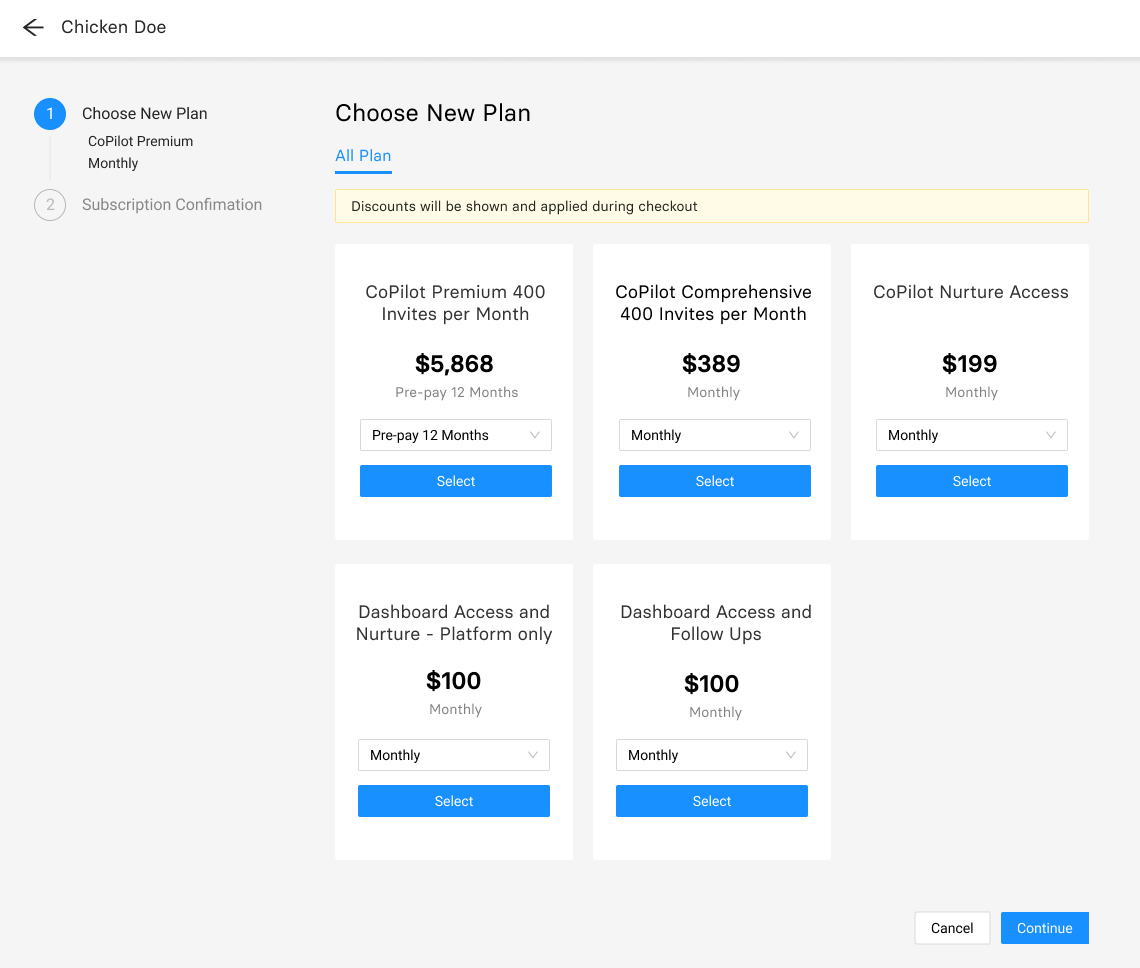 Chicken Doe
1
Choose New Plan
CoPilot Premium
Monthly
2
Subscription Confimation
Choose New Plan
All Plan
Discounts will be shown and applied during checkout
CoPilot Premium 400
Invites per Month
$5,868
Pre-pay 12 Months
Pre-pay 12 Months
Select
CoPilot Comprehensive
400 Invites per Month
$389
Monthly
Monthly
Select
CoPilot Nurture Access
$199
Monthly
Monthly
Select
Dashboard Access and
Nurture - Platform only
$100
Monthly
Monthly
Select
Dashboard Access and
Follow Ups
$100
Monthly
Monthly
Select
Cancel
Continue